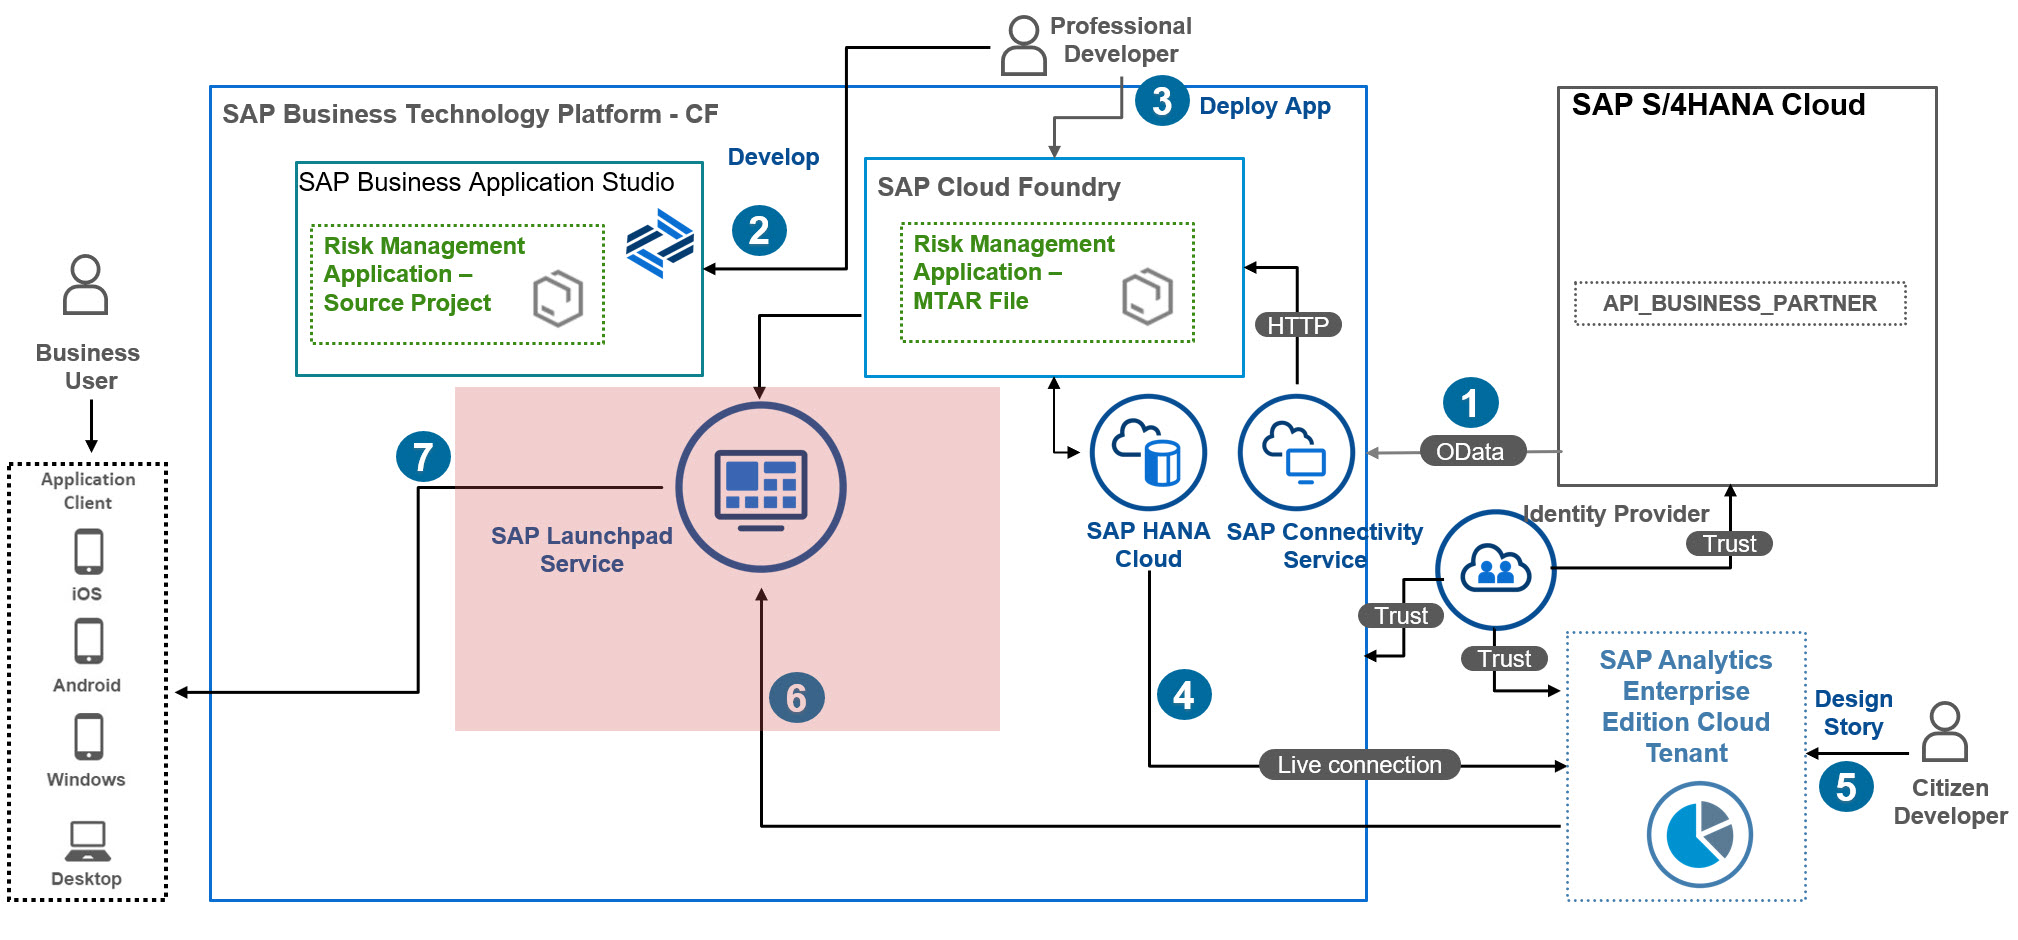 Professional
Developer
3
Deploy App
SAP Business Technology Platform - CF
SAP S/4HANA Cloud
Develop
SAP Business Application Studio
SAP Cloud Foundry
2
Risk Management
Application –
Source Project
Risk Management
Application –
MTAR File
API_BUSINESS_PARTNER
HTTP
Business
User
1
OData
7
Application
Client
iOS
Android
Windows
Desktop
SAP Launchpad
Service
SAP HANA
Cloud
SAP Connectivity
Service
Identity Provider
Trust
Trust
Trust
6
4
Live connection
SAP Analytics
Enterprise
Edition Cloud
Tenant
Design
Story
5
Citizen
Developer